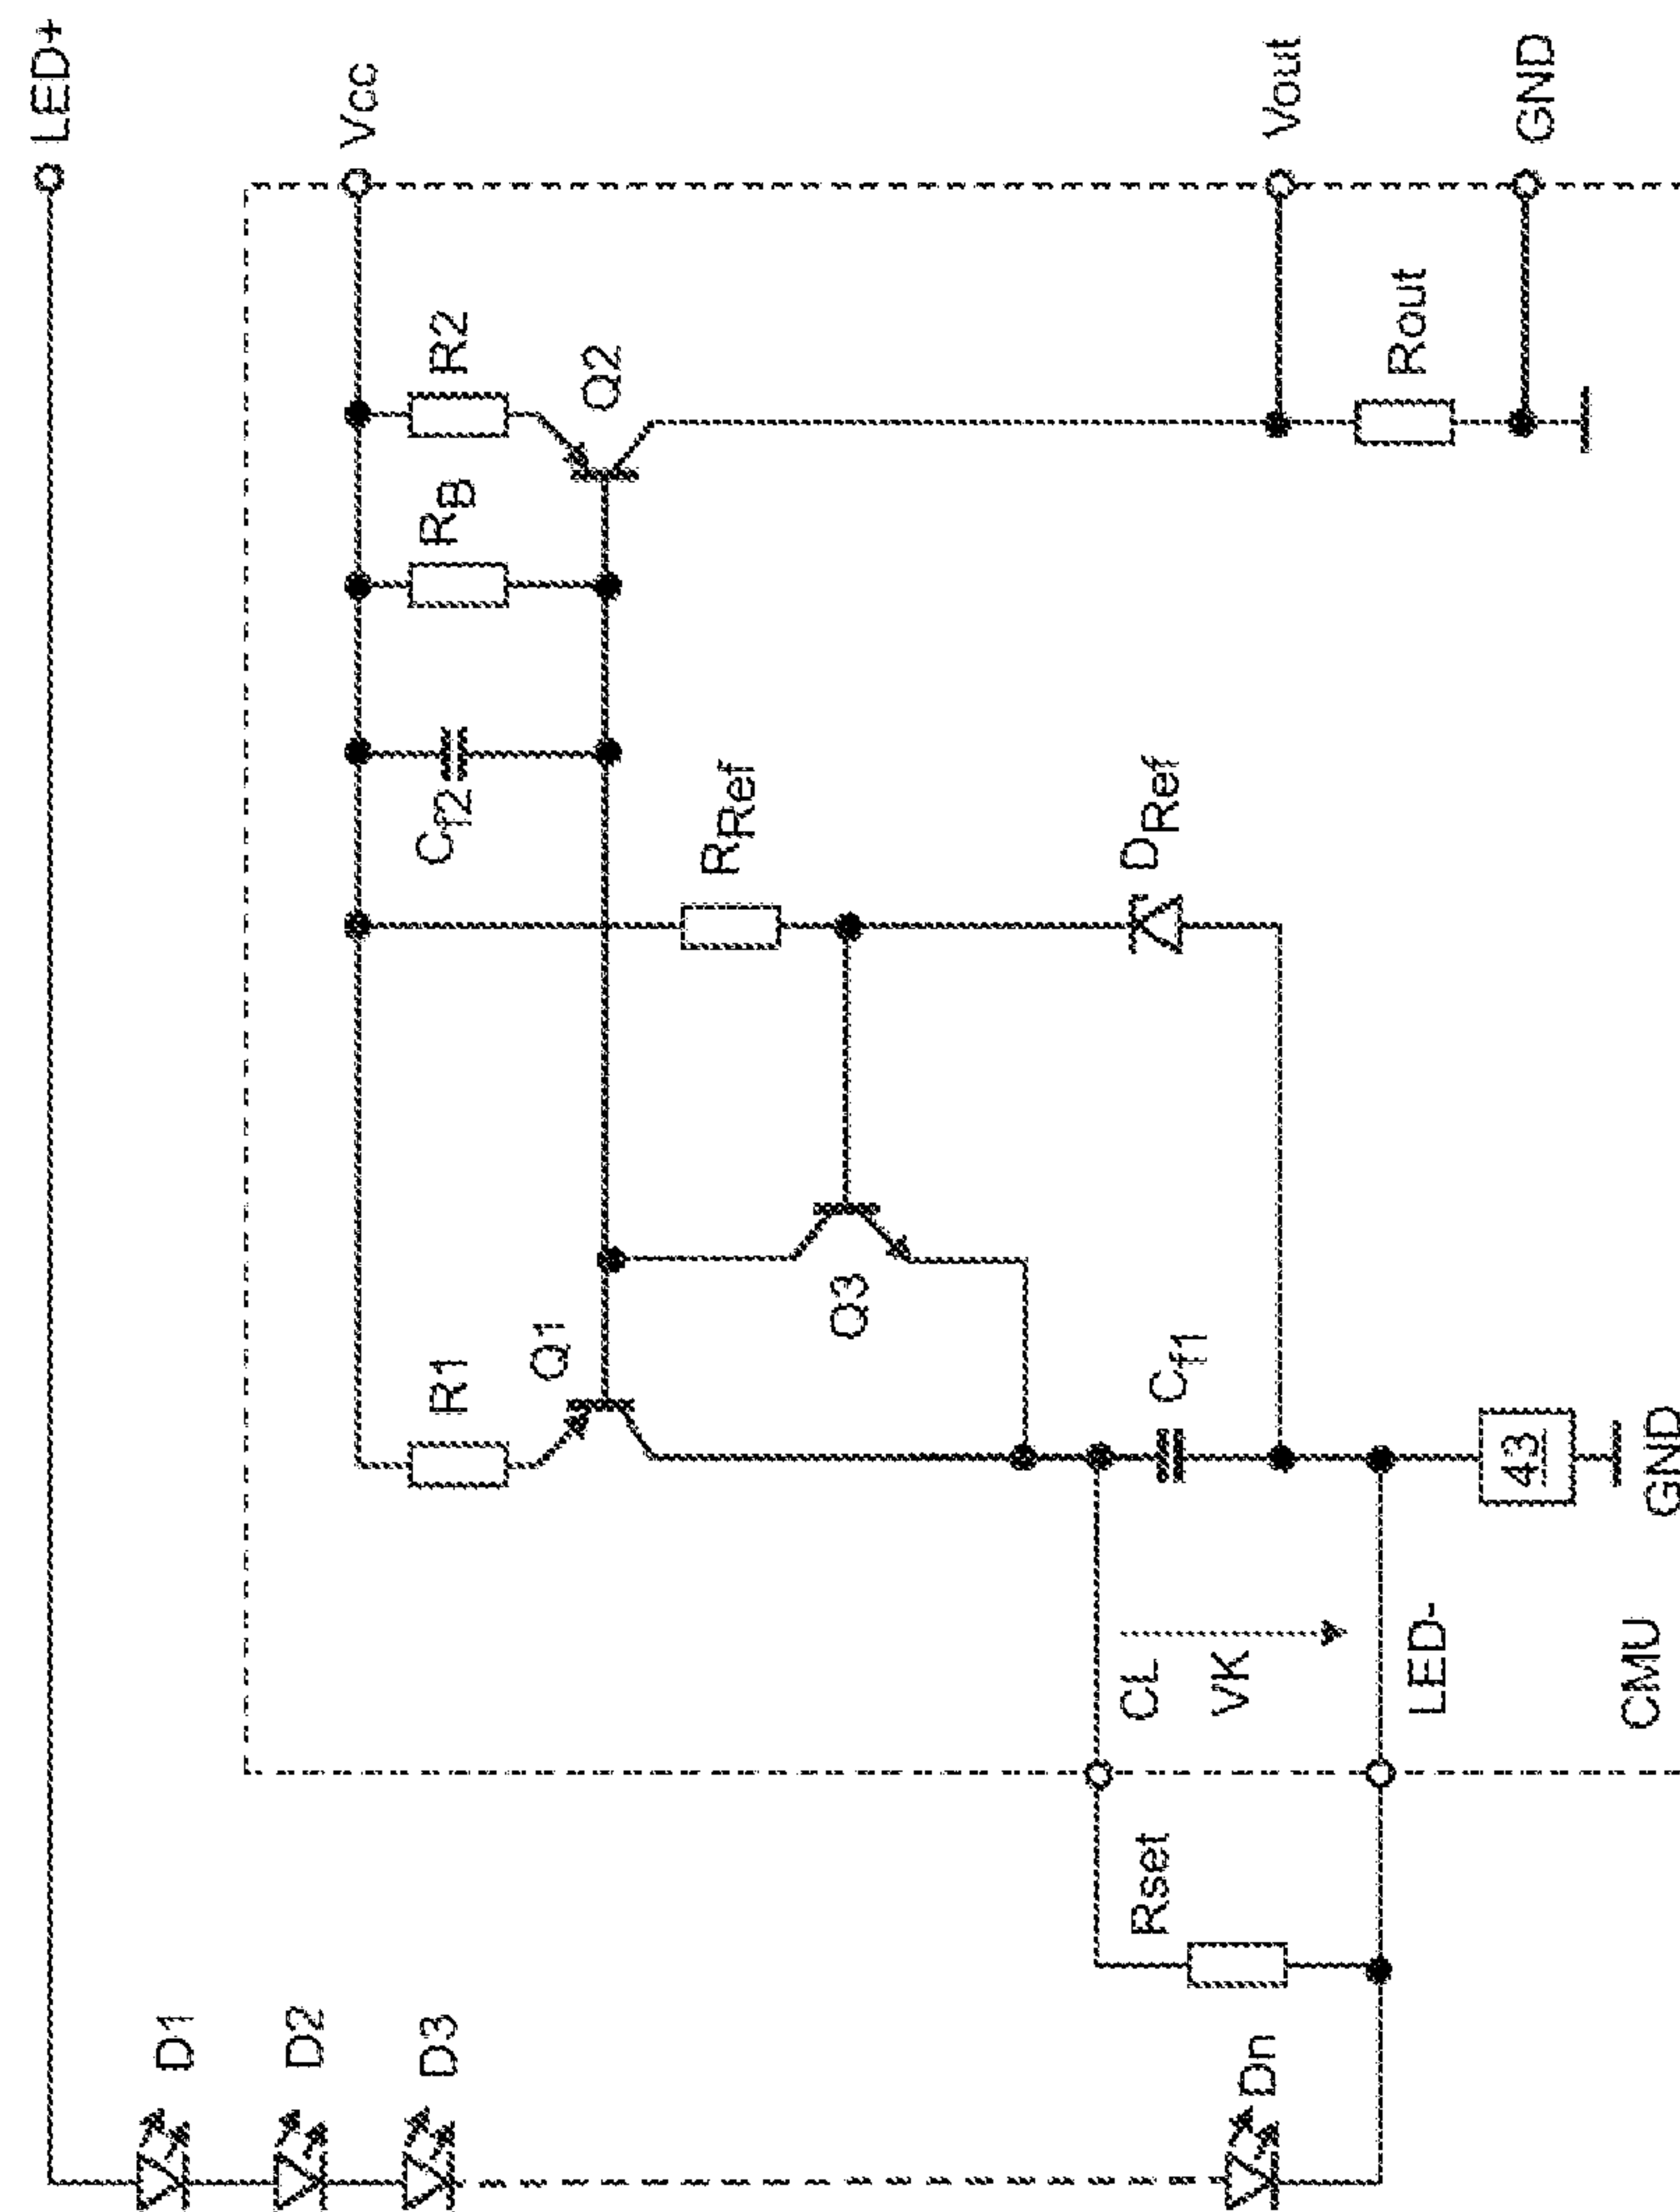 LED+
Vcc
Vout
GND
R2
Q2
Rout
RB
Cf2
RRef
DRef
Q1
R1
Q3
Cf1
43
GND
CL
VK
LED-
CMU
Rset
D1
D2
D3
Dn